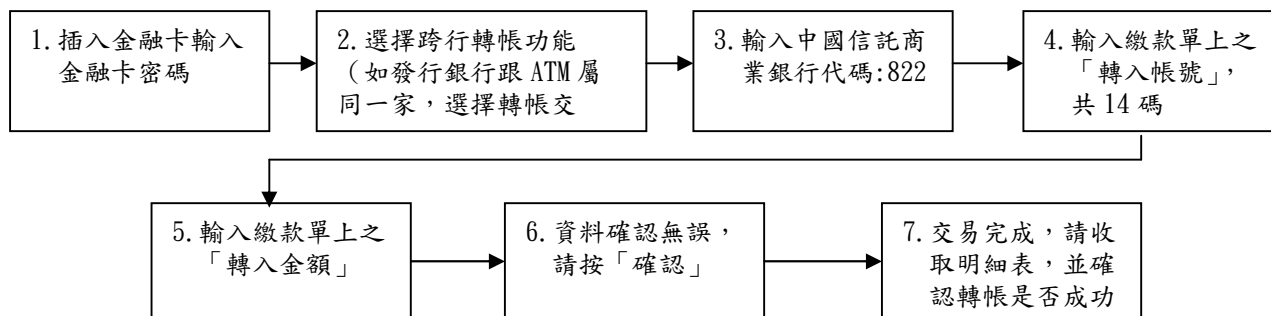 1.插入金融卡輸入
金融卡密碼
2.選擇跨行轉帳功能
(如發行銀行跟 ATM 屬
同一家，選擇轉帳交
3.輸入中國信託商
業銀行代碼:822
4.輸入繳款單上之
「轉入帳號」,
共 14 碼
5.輸入繳款單上之
「轉入金額」
6.資料確認無誤，
請按「確認」
7.交易完成，請收
取明細表，並確
認轉帳是否成功